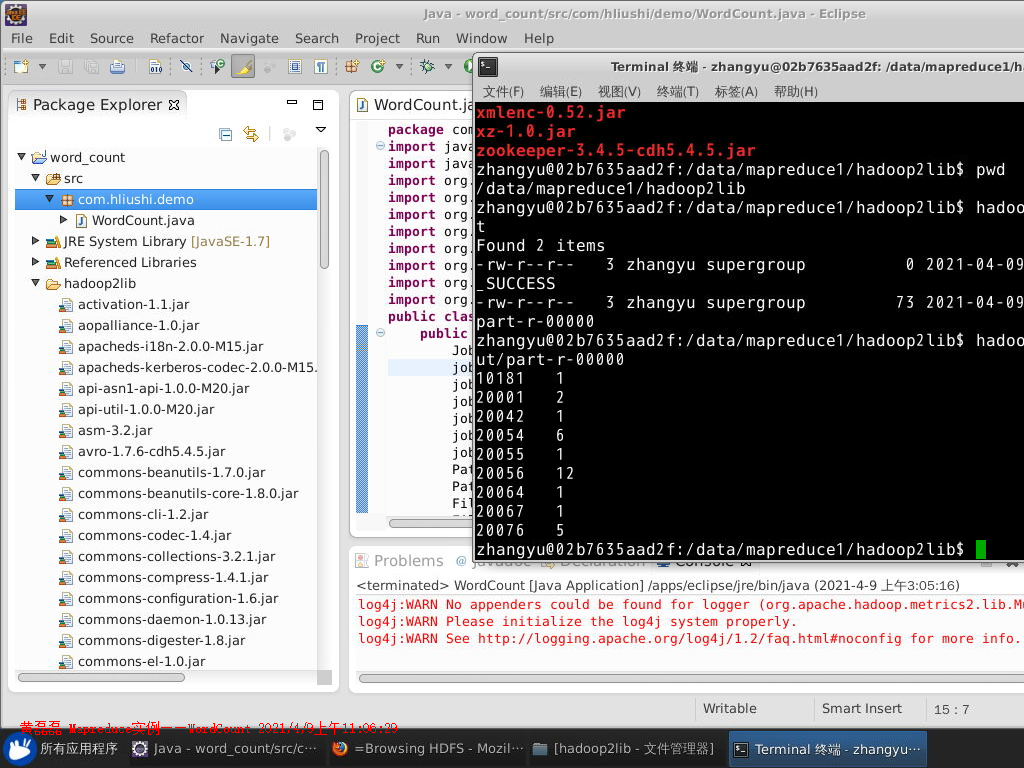 Java - word_count/src/com/hliushi/demo/WordCount.java - Eclipse
File Edit Source Refactor Navigate Search Project Run Window Help
Package Explorer
word_count
src
com.hliushi.demo
WordCount.java
JRE System Library [JavaSE-1.7]
Referenced Libraries
hadoop2lib
activation-1.1.jar
aopalliance-1.0.jar
apacheds-i18n-2.0.0-M15.jar
apacheds-kerberos-codec-2.0.0-M15.
api-asn1-api-1.0.0-M20.jar
api-util-1.0.0-M20.jar
asm-3.2.jar
avro-1.7.6-cdh5.4.5.jar
commons-beanutils-1.7.0.jar
commons-beanutils-core-1.8.0.jar
commons-cli-1.2.jar
commons-codec-1.4.jar
commons-collections-3.2.1.jar
commons-compress-1.4.1.jar
commons-configuration-1.6.jar
commons-daemon-1.0.13.jar
commons-digester-1.8.jar
commons-el-1.0.jar
WordCount.ja
package com
import java
import java
import org.
import org.
import org.
import org.
import org.
import org.
import org.
import org.
public clas
public
Job
job
job
job
job
job
job
Pat
Pat
Fil
Terminal 终端 - zhangyu@02b7635aad2f: /data/mapreduce1/ha
文件(F) 编辑(E) 视图(V) 终端(T) 标签(A) 帮助(H)
xmlenc-0.52.jar
xz-1.0.jar
zookeeper-3.4.5-cdh5.4.5.jar
zhangyu@02b7635aad2f:/data/mapreduce1/hadoop2lib$ pwd
/data/mapreduce1/hadoop2lib
zhangyu@02b7635aad2f:/data/mapreduce1/hadoop2lib$ hadoo
t
Found 2 items
-rw-r--r-- 3 zhangyu supergroup 0 2021-04-09
_SUCCESS
-rw-r--r-- 3 zhangyu supergroup 73 2021-04-09
part-r-00000
zhangyu@02b7635aad2f:/data/mapreduce1/hadoop2lib$ hadoo
ut/part-r-00000
10181 1
20001 2
20042 1
20054 6
20055 1
20056 12
20064 1
20067 1
20076 5
zhangyu@02b7635aad2f:/data/mapreduce1/hadoop2lib$
Problems @ Javadoc Declaration Console
<terminated> WordCount [Java Application] /apps/eclipse/jre/bin/java (2021-4-9 上午3:05:16)
log4j:WARN No appenders could be found for logger (org.apache.hadoop.metrics2.lib.Mu
log4j:WARN Please initialize the log4j system properly.
log4j:WARN See http://logging.apache.org/log4j/1.2/faq.html#noconfig for more info.
Writable Smart Insert 15 : 7
黄磊磊 Mapreduce实例——WordCount 2021/4/9上午11:06:29
所有应用程序 Java - word_count/src/c··· =Browsing HDFS - Mozil··· [hadoop2lib - 文件管理器] Terminal 终端 - zhangyu···